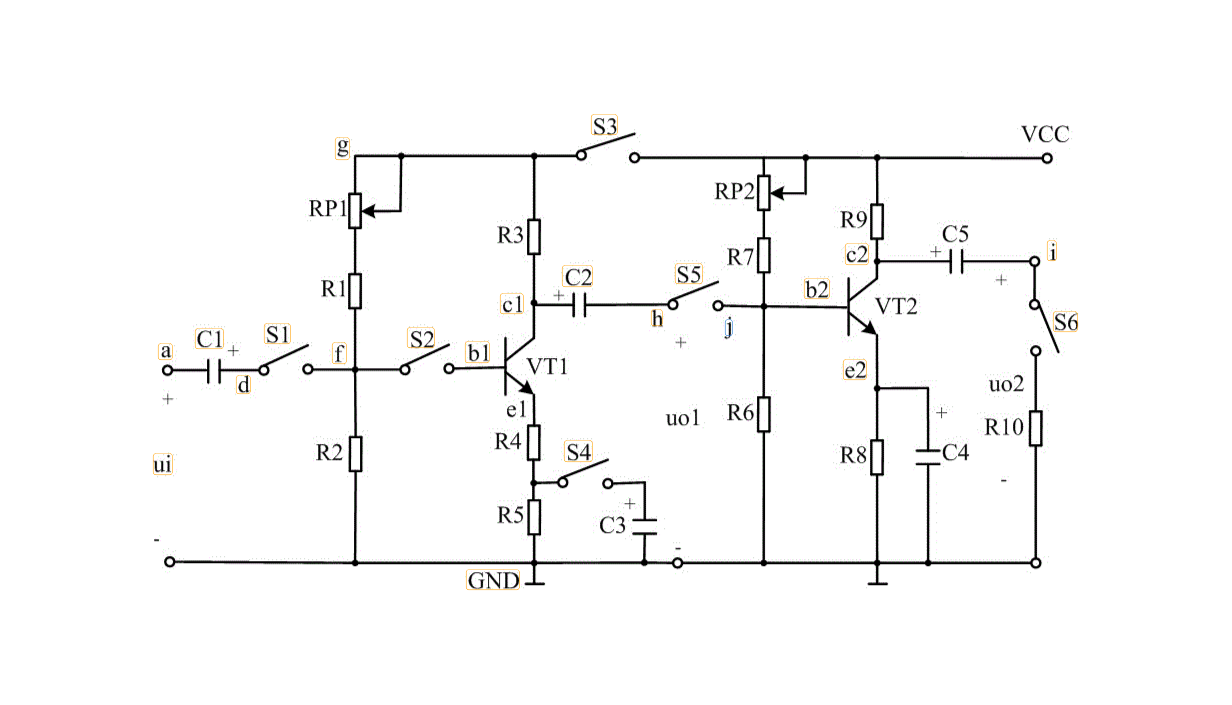 S3
VCC
g
RP1
RP2
R3
R9
C5
i
R7
c2
+
+
R1
C2
S5
c1
+
b2
VT2
h
j
S6
+
C1
S1
f
S2
b1
a
+
VT1
d
e2
+
e1
uo2
uo1
R6
+
R10
R4
R2
S4
R8
C4
ui
-
+
R5
C3
-
-
GND